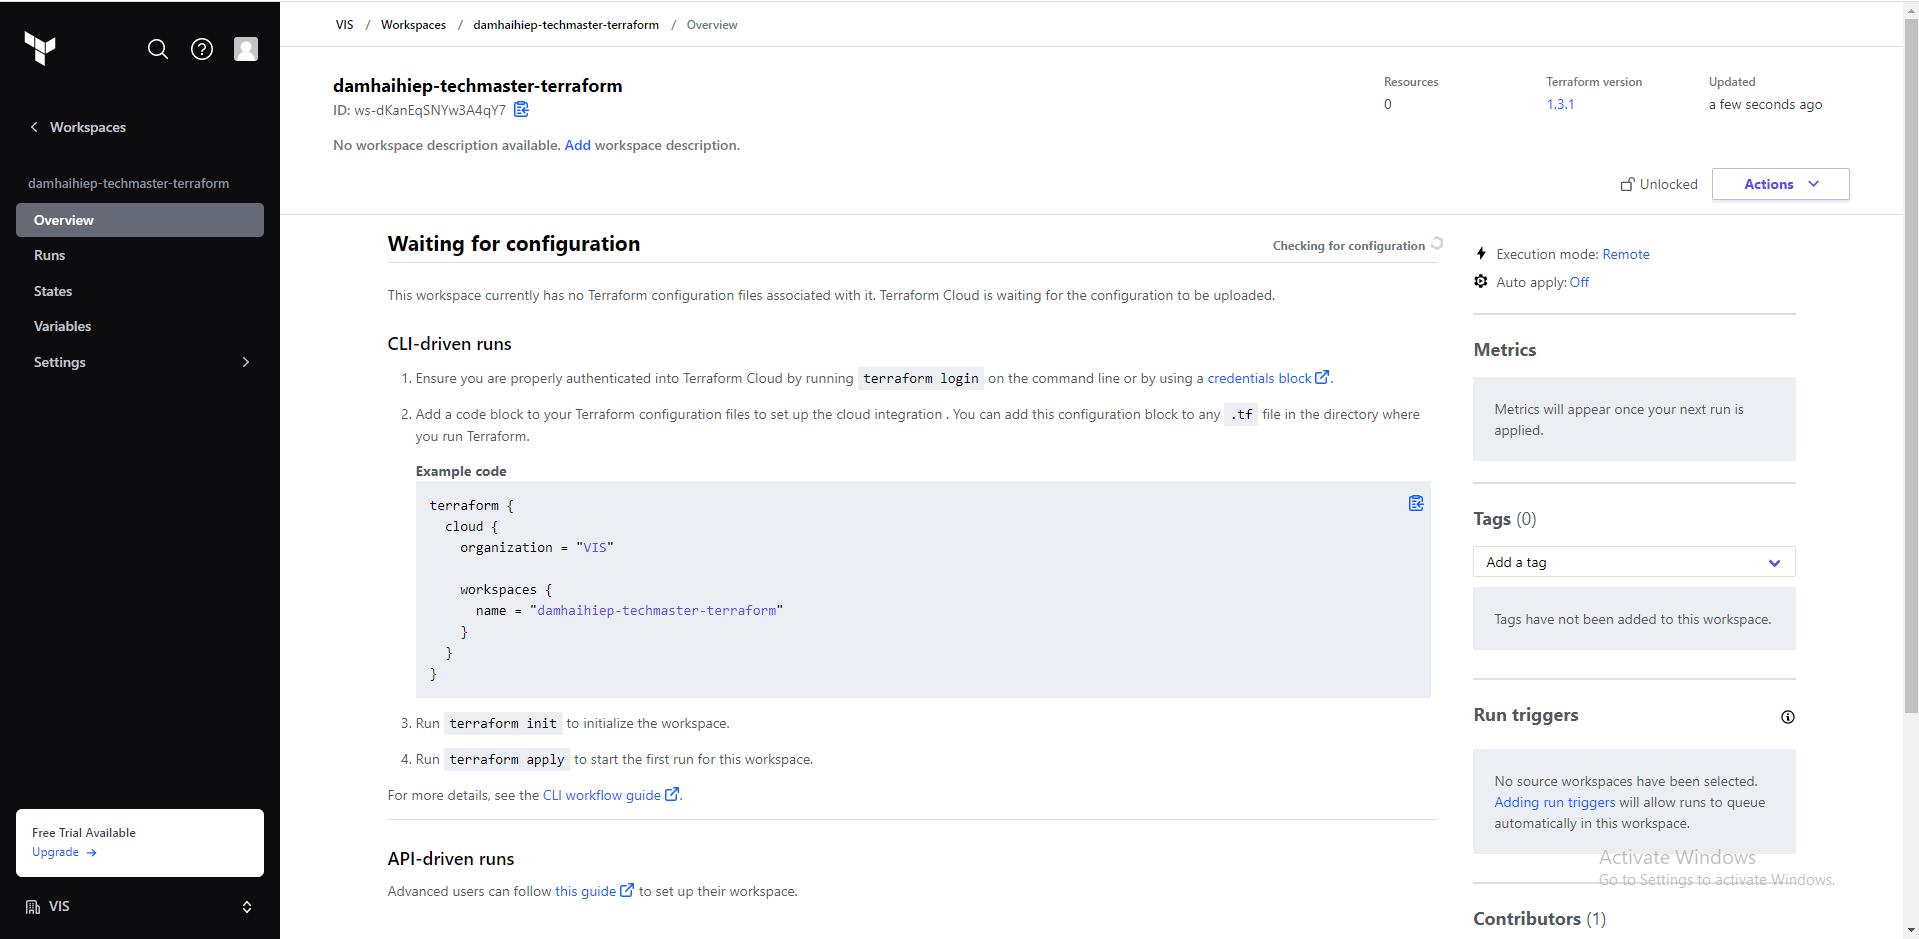 VIS / Workspaces / damhaihiep-techmaster-terraform / Overview
Workspaces
damhaihiep-techmaster-terraform
Overview
Runs
States
Variables
Settings
Free Trial Available
Upgrade
VIS
damhaihiep-techmaster-terraform
ID: ws-dKanEqSNYw3A4qY7
No workspace description available. Add workspace description.
Resources
0
Terraform version
1.3.1
Updated
a few seconds ago
Unlocked
Actions
Waiting for configuration
Checking for configuration
This workspace currently has no Terraform configuration files associated with it. Terraform Cloud is waiting for the configuration to be uploaded.
CLI-driven runs
1. Ensure you are properly authenticated into Terraform Cloud by running terraform login on the command line or by using a credentials block.
2. Add a code block to your Terraform configuration files to set up the cloud integration . You can add this configuration block to any .tf file in the directory where
you run Terraform.
Example code
terraform {
cloud {
organization = "VIS"
workspaces {
name = "damhaihiep-techmaster-terraform"
}
}
}
3. Run terraform init to initialize the workspace.
4. Run terraform apply to start the first run for this workspace.
For more details, see the CLI workflow guide.
API-driven runs
Advanced users can follow this guide to set up their workspace.
Execution mode: Remote
Auto apply: Off
Metrics
Metrics will appear once your next run is
applied.
Tags (0)
Add a tag
Tags have not been added to this workspace.
Run triggers
No source workspaces have been selected.
Adding run triggers will allow runs to queue
automatically in this workspace.
Activate Windows
Go to Settings to activate Windows.
Contributors (1)